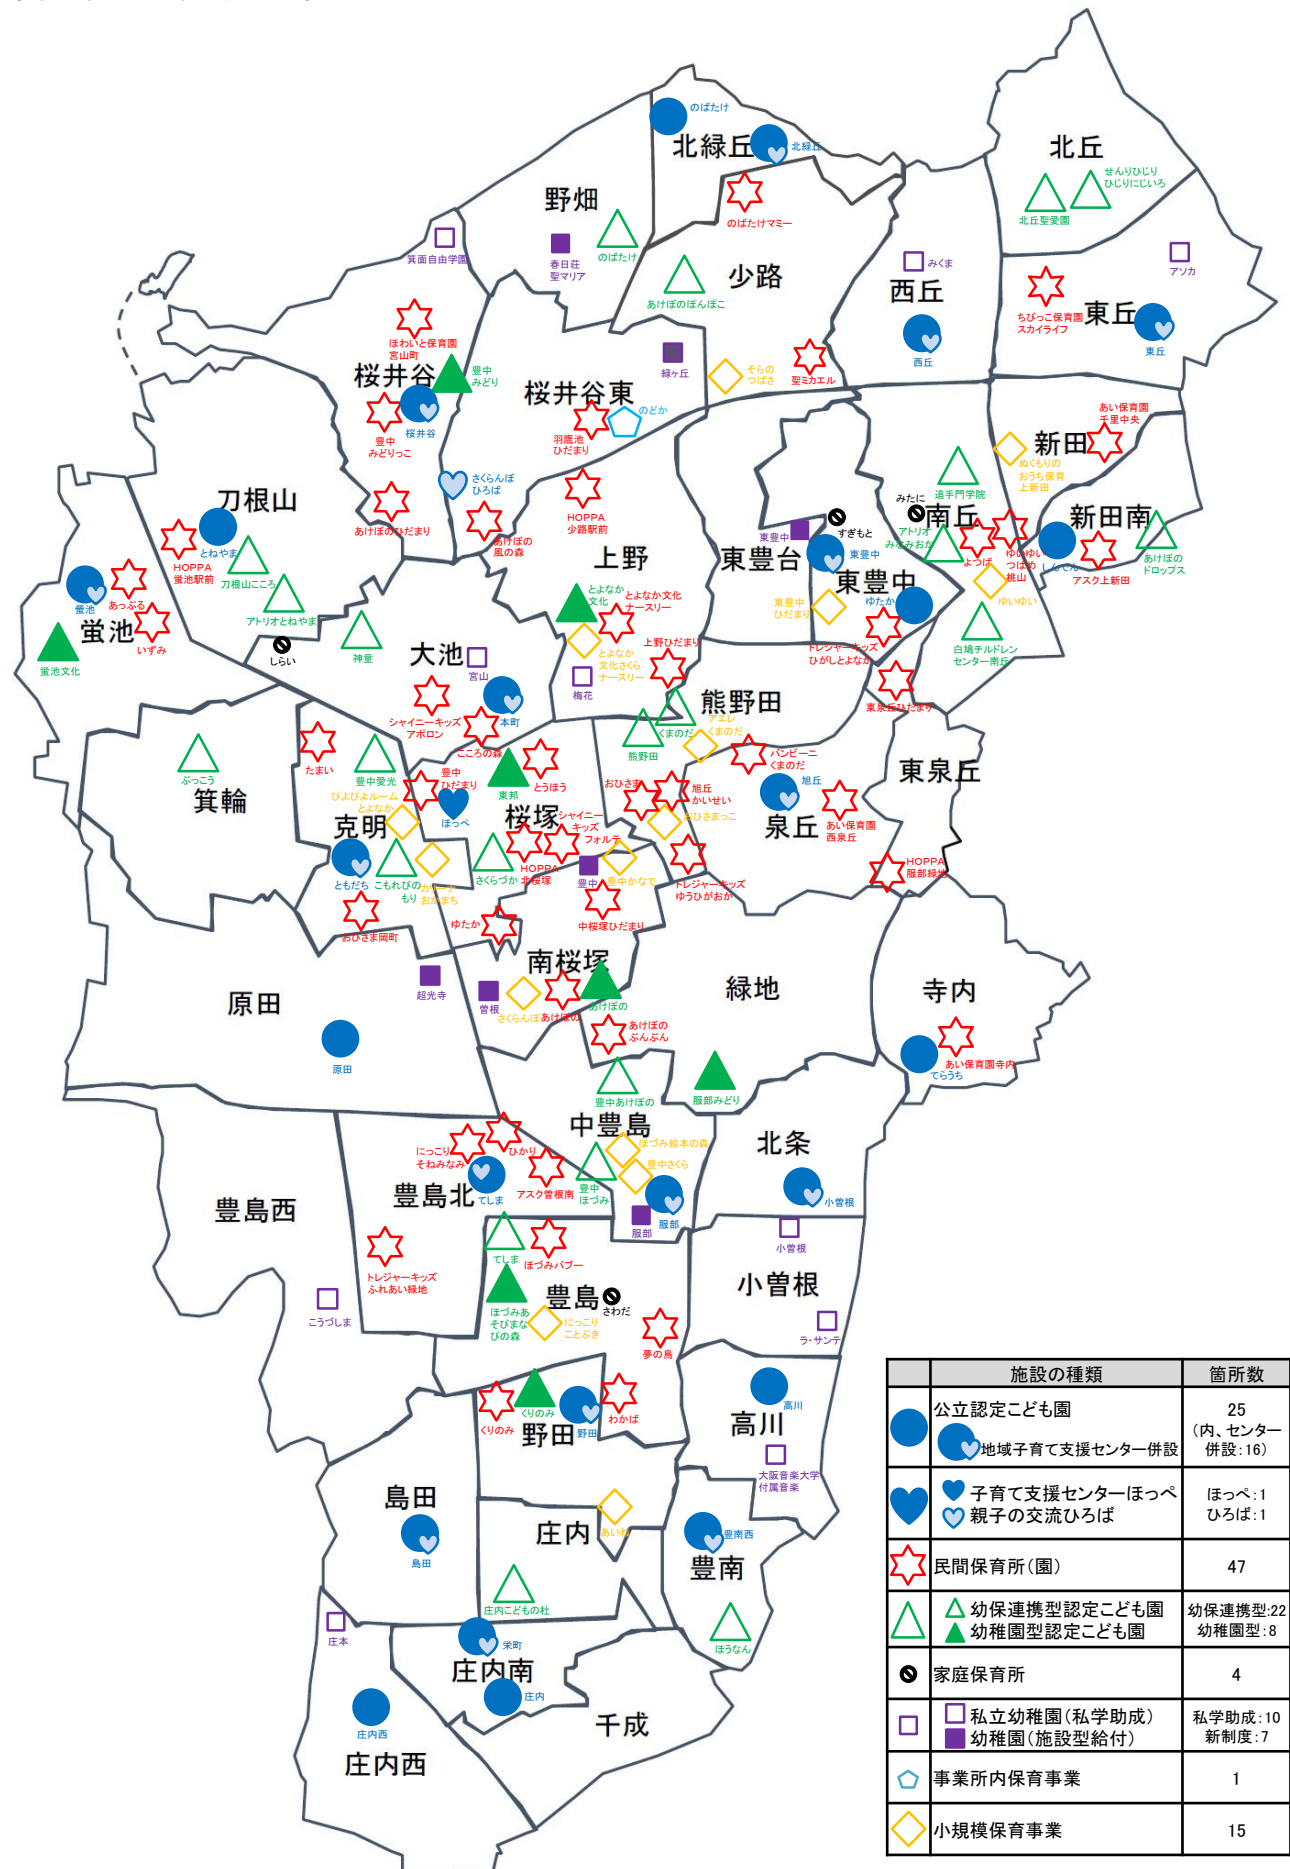 のばたけ
北緑丘
北緑丘
北丘
せんりひじり
ひじりにじいろ
北丘聖愛園
野畑
のばたけマミー
箕面自由学園
春日荘
聖マリア
のばたけ
少路
あけぼのぽんぽこ
みくま
西丘
西丘
アソカ
ちびっこ保育園
スカイライフ
東丘
東丘
ほわいと保育園
宮山町
桜井谷
豊中
みどり
桜井谷
豊中
みどりっこ
桜井谷東
緑ヶ丘
そらの
つばさ
聖ミカエル
のどか
羽鷹池
ひだまり
あい保育園
千里中央
新田
ぬくもりの
おうち保育
上新田
さくらんぼ
ひろば
刀根山
とねやま
HOPPA
蛍池駅前
刀根山こころ
アトリオとねやま
あけぼのひだまり
あけぼの
風の森
HOPPA
少路駅前
上野
追手門学院
みたに
南丘
アトリオ
みなみおか
よつば
ゆいゆい
つばめ
桃山
ゆいゆい
白鳩チルドレン
センター南丘
新田南
しんでん
アスク上新田
あけぼの
ドロップス
東豊台
東豊中
すぎもと
東豊中
東豊中
ゆたか
東豊中
ひだまり
トレジャーキッズ
ひがしとよなか
蛍池
あっぷる
いずみ
蛍池
蛍池文化
しらい
神童
大池
宮山
シャイニーキッズ
アポロン
本町
こころの森
とよなか
文化
とよなか文化
ナースリー
とよなか
文化さくら
ナースリー
上野ひだまり
梅花
熊野田
くまのだ
熊野田
アエレ
くまのだ
バンビーニ
くまのだ
東泉丘ひだまり
東泉丘
箕輪
ぶっこう
たまい
豊中愛光
ぴよぴよルーム
とよなか
克明
ともだち
こもれびの
もり
カリーノ
おかまち
おひさま岡町
豊中
ひだまり
ほっぺ
東邦
とうほう
桜塚
さくらづか
HOPPA
北桜塚
シャイニー
キッズ
フォルテ
豊中
豊中かなで
中桜塚ひだまり
おひさま
旭丘
かいせい
おひさまっこ
トレジャーキッズ
ゆうひがおか
旭丘
泉丘
あい保育園
西泉丘
HOPPA
服部緑地
ゆたか
南桜塚
曽根
さくらんぼ
あけぼの
あけぼの
あけぼの
ぶんぶん
緑地
寺内
あい保育園寺内
てらうち
原田
超光寺
原田
豊中あけぼの
服部みどり
中豊島
ほづみ絵本の森
豊中さくら
豊中
ほづみ
服部
服部
北条
小曽根
小曽根
小曽根
ラ・サンテ
豊島西
こうづしま
豊島北
にっこり
そねみなみ
ひかり
てしま
アスク曽根南
トレジャーキッズ
ふれあい緑地
てしま
ほづみバブー
豊島
さわだ
ほづみあ
そびまな
びの森
にっこり
ことぶき
夢の島
くりのみ
くりのみ
野田
野田
わかば
高川
高川
大阪音楽大学
付属音楽
島田
島田
庄内
あいわ
庄内こどもの杜
豊南西
豊南
ほうなん
庄本
栄町
庄内南
庄内
庄内西
庄内西
千成
施設の種類
箇所数
公立認定こども園
地域子育て支援センター併設
25
(内、センター
併設:16)
子育て支援センターほっぺ
親子の交流ひろば
ほっぺ:1
ひろば:1
民間保育所(園)
47
幼保連携型認定こども園
幼稚園型認定こども園
幼保連携型:22
幼稚園型:8
家庭保育所
4
私立幼稚園(私学助成)
幼稚園(施設型給付)
私学助成:10
新制度:7
事業所内保育事業
1
小規模保育事業
15